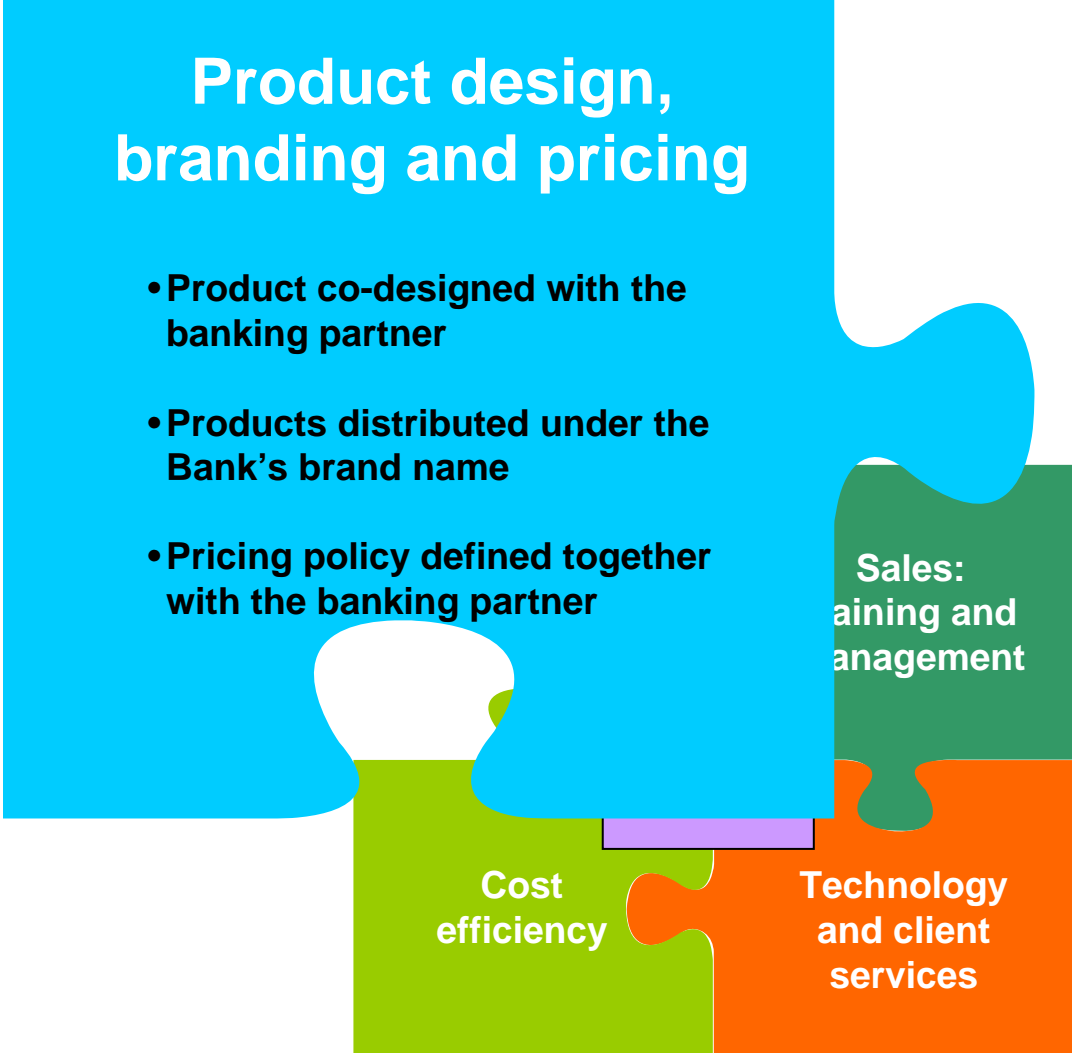 Product design,
branding and pricing
•Product co-designed with the
banking partner
•Products distributed under the
Bank’s brand name
•Pricing policy defined together
with the banking partner
Sales:
aining and
anagement
Cost
efficiency
Technology
and client
services